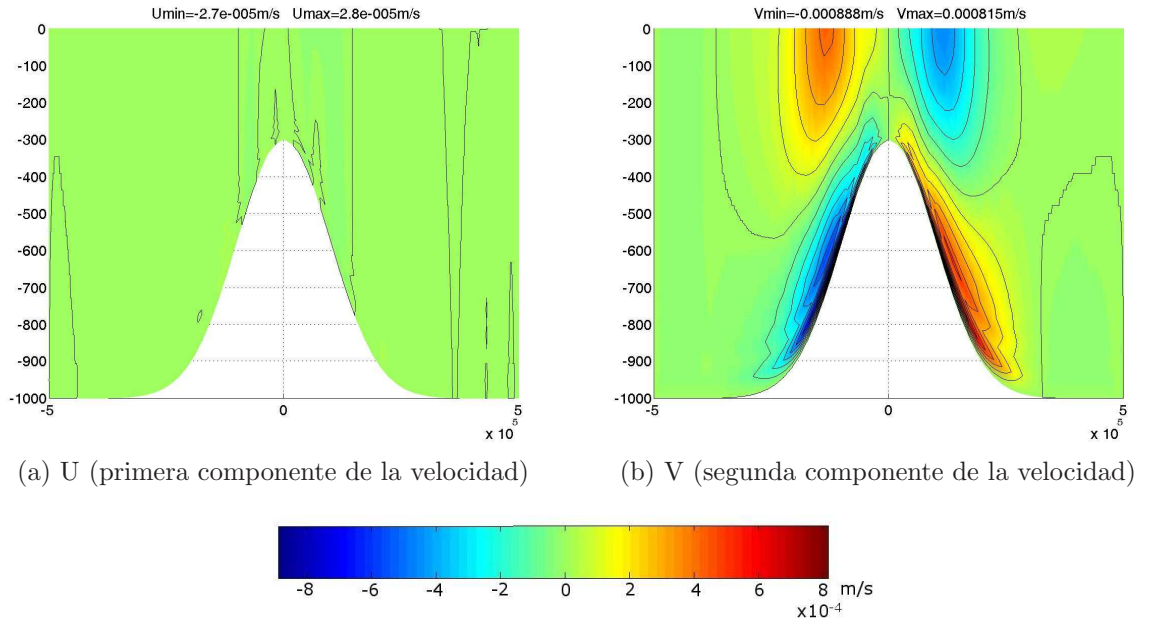 Umin=-2.7e-005m/s Umax=2.8e-005m/s
0
-100
-200
-300
-400
-500
-600
-700
-800
-900
-1000
-5 0 5
x 10^5
Vmin=-0.000888m/s Vmax=0.000815m/s
0
-100
-200
-300
-400
-500
-600
-700
-800
-900
-1000
-5 0 5
x 10^5
(a) U (primera componente de la velocidad)
(b) V (segunda componente de la velocidad)
-8 -6 -4 -2 0 2 4 6 8 m/s
x10^-4